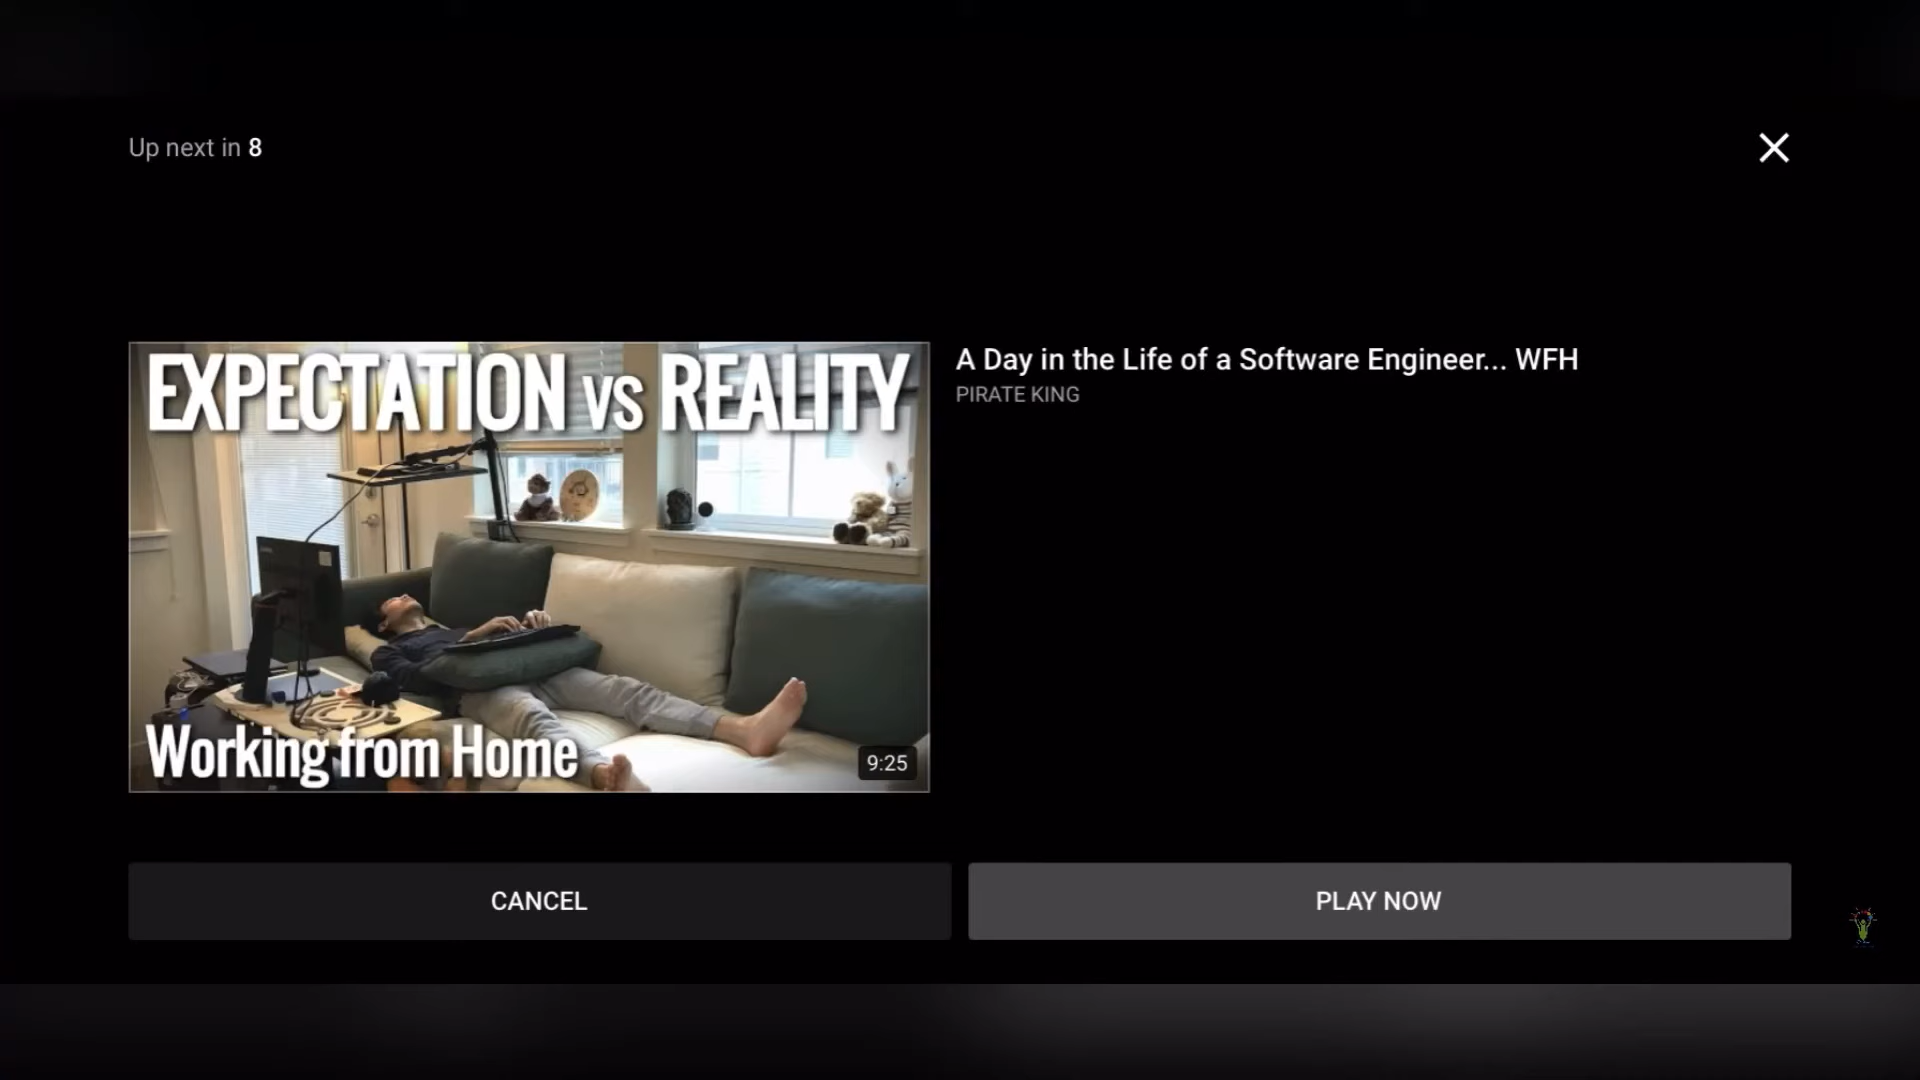 Up next in 8
EXPECTATION VS REALITY
Working from Home
9:25
A Day in the Life of a Software Engineer... WFH
PIRATE KING
CANCEL
PLAY NOW